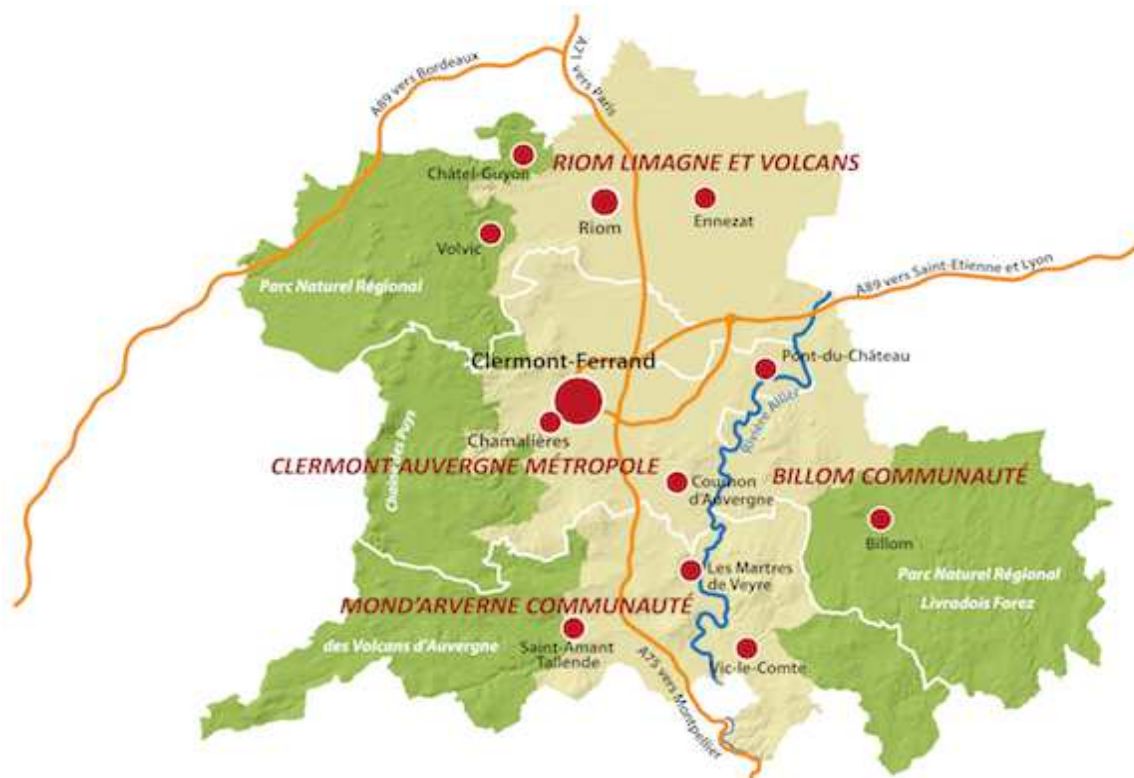 A89 vers Bordeaux
A71 vers Paris
RIOM LIMAGNE ET VOLCANS
Châtel-Guyon
Riom
Ennezat
Volvic
Parc Naturel Régional
A89 vers Saint-Etienne et Lyon
Clermont-Ferrand
Pont-du-Château
Rivière Allier
Chamalières
Chaîne des Puys
CLERMONT AUVERGNE MÉTROPOLE
BILLOM COMMUNAUTÉ
Cournon
d'Auvergne
Billom
Les Martres
de Veyre
Parc Naturel Régional
Livradois Forez
MOND'ARVERNE COMMUNAUTÉ
des Volcans d'Auvergne
Saint-Amant
Tallende
Vic-le-Comte
A75 vers Montpellier